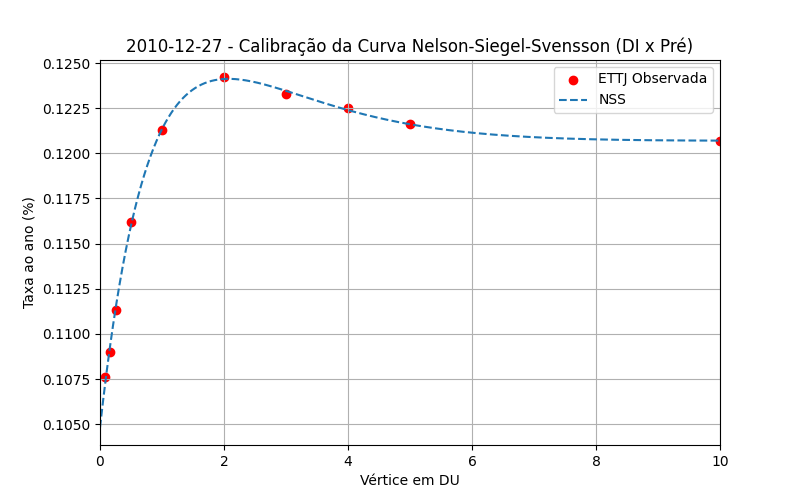 2010-12-27 - Calibração da Curva Nelson-Siegel-Svensson (DI x Pré)
0.1250
0.1225
0.1200
0.1175
0.1150
0.1125
0.1100
0.1075
0.1050
Taxa ao ano (%)
ETTJ Observada
NSS
0 2 4 6 8 10
Vértice em DU